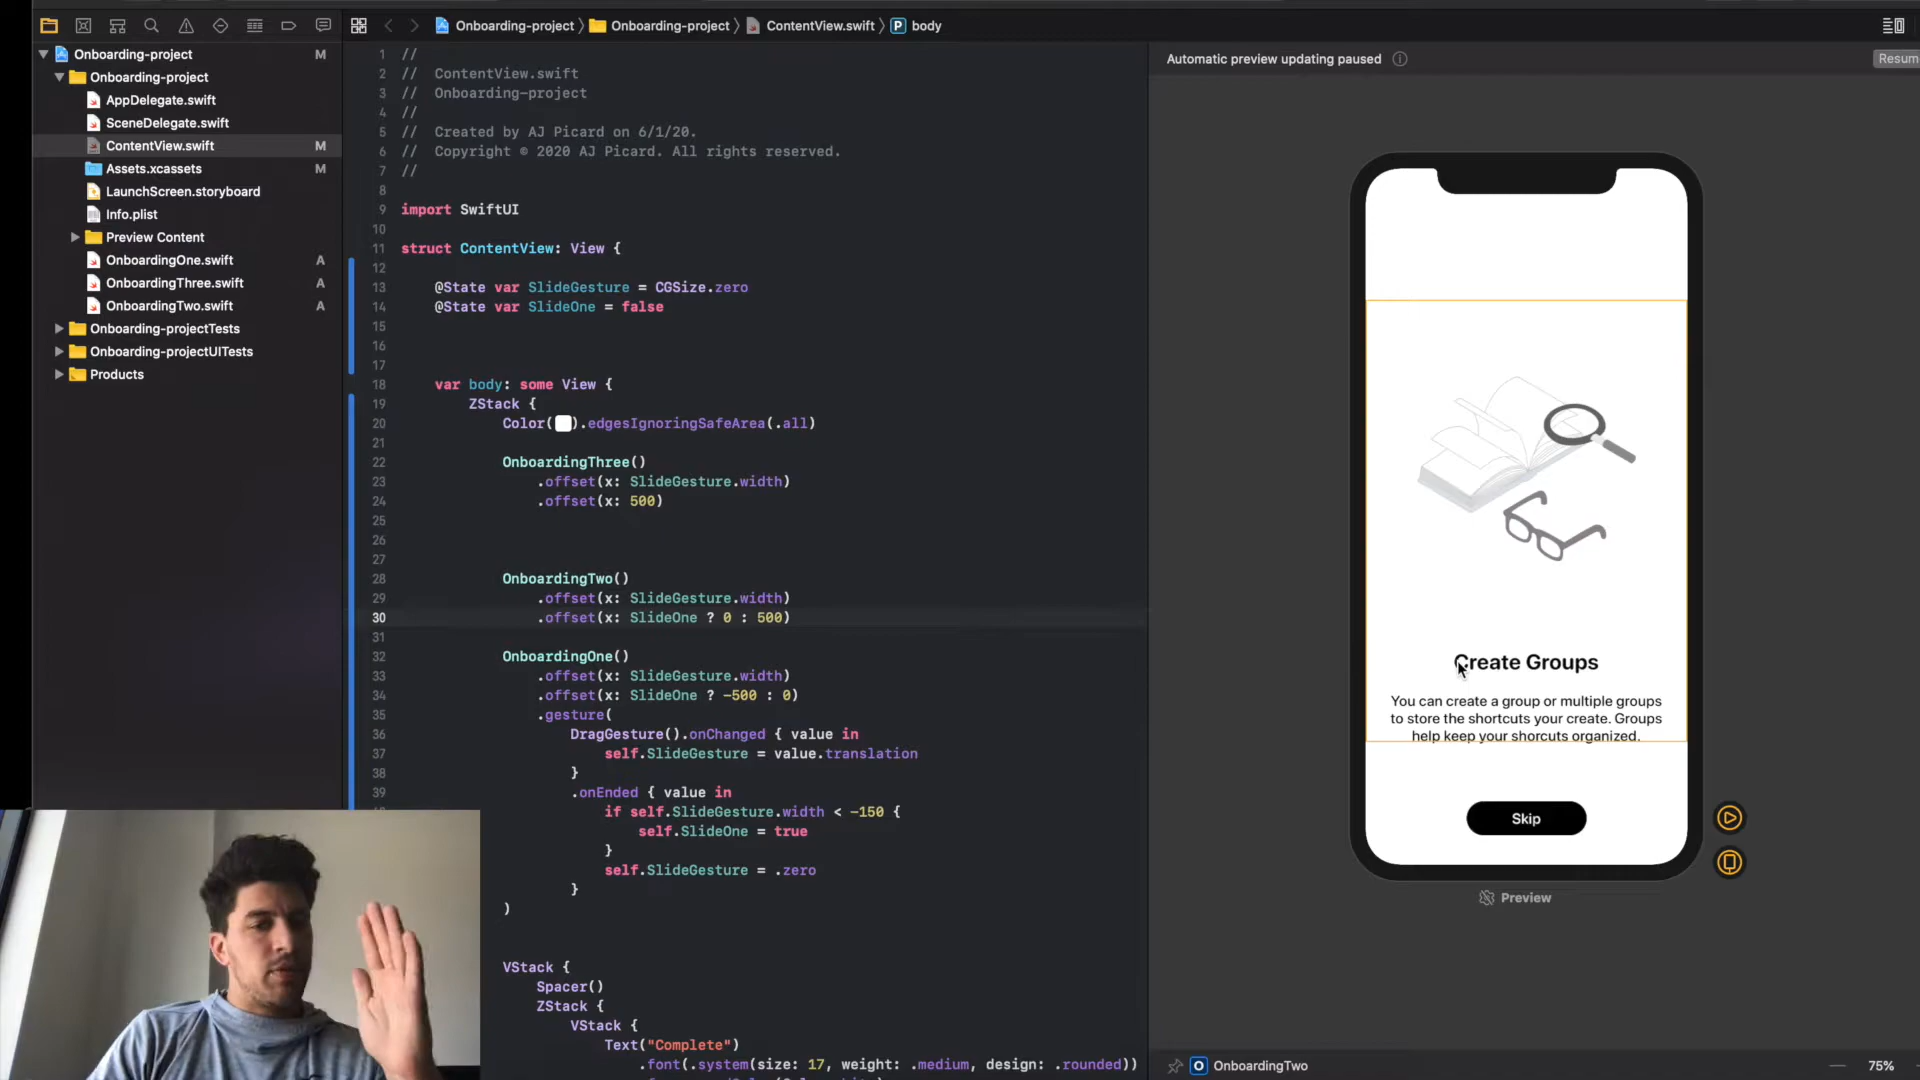 Onboarding-project 〉 Onboarding-project 〉 ContentView.swift 〉 P body
Onboarding-project M
Onboarding-project
AppDelegate.swift
SceneDelegate.swift
ContentView.swift M
Assets.xcassets M
LaunchScreen.storyboard
Info.plist
Preview Content
OnboardingOne.swift A
OnboardingThree.swift A
OnboardingTwo.swift A
Onboarding-projectTests
Onboarding-projectUITests
Products
1 //
2 // ContentView.swift
3 // Onboarding-project
4 //
5 // Created by AJ Picard on 6/1/20.
6 // Copyright © 2020 AJ Picard. All rights reserved.
7 //
8
9 import SwiftUI
10
11 struct ContentView: View {
12
13 @State var SlideGesture = CGSize.zero
14 @State var SlideOne = false
15
16
17
18 var body: some View {
19 ZStack {
20 Color( ).edgesIgnoringSafeArea(.all)
21
22 OnboardingThree()
23 .offset(x: SlideGesture.width)
24 .offset(x: 500)
25
26
27
28 OnboardingTwo()
29 .offset(x: SlideGesture.width)
30 .offset(x: SlideOne ? 0 : 500)
31
32 OnboardingOne()
33 .offset(x: SlideGesture.width)
34 .offset(x: SlideOne ? -500 : 0)
35 .gesture(
36 DragGesture().onChanged { value in
37 self.SlideGesture = value.translation
38 }
39 .onEnded { value in
if self.SlideGesture.width < -150 {
self.SlideOne = true
}
self.SlideGesture = .zero
}
)
VStack {
Spacer()
ZStack {
VStack {
Text("Complete")
.font(.system(size: 17, weight: .medium, design: .rounded))
Automatic preview updating paused
Resum
Create Groups
You can create a group or multiple groups
to store the shortcuts your create. Groups
help keep your shorcuts organized.
Skip
Preview
O OnboardingTwo
75%